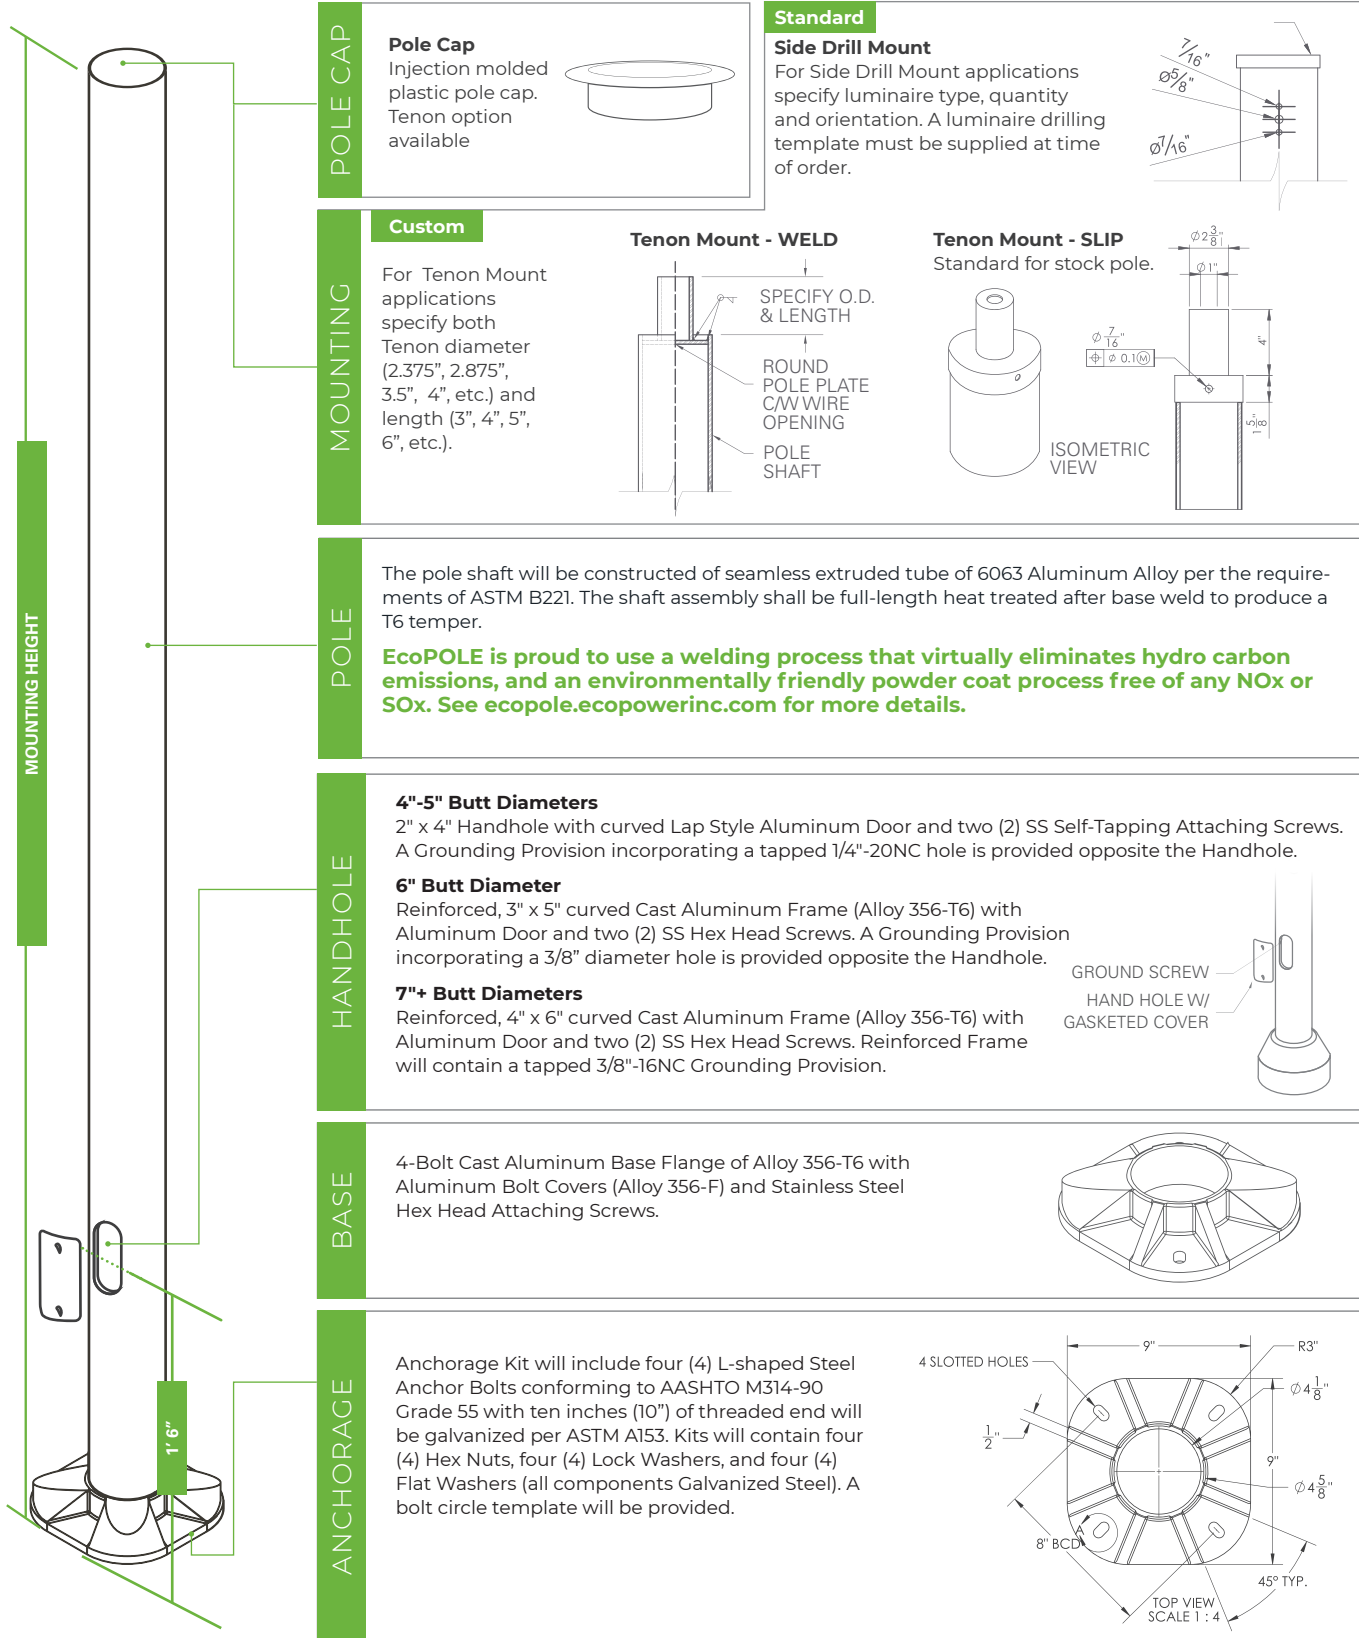 POLE CAP
Pole Cap
Injection molded
plastic pole cap.
Tenon option
available
Standard
Side Drill Mount
For Side Drill Mount applications
specify luminaire type, quantity
and orientation. A luminaire drilling
template must be supplied at time
of order.
7/16"
Ø5/8"
Ø7/16"
MOUNTING
Custom
For Tenon Mount
applications
specify both
Tenon diameter
(2.375”, 2.875”,
3.5”, 4”, etc.) and
length (3”, 4”, 5”,
6”, etc.).
Tenon Mount - WELD
SPECIFY O.D.
& LENGTH
ROUND
POLE PLATE
C/W WIRE
OPENING
POLE
SHAFT
Tenon Mount - SLIP
Standard for stock pole.
ISOMETRIC
VIEW
Ø2 3/8"
Ø1"
Ø 7/16"
⌖ Ø 0.1Ⓜ
4"
1 5/8"
MOUNTING HEIGHT
POLE
The pole shaft will be constructed of seamless extruded tube of 6063 Aluminum Alloy per the require-
ments of ASTM B221. The shaft assembly shall be full-length heat treated after base weld to produce a
T6 temper.
EcoPOLE is proud to use a welding process that virtually eliminates hydro carbon
emissions, and an environmentally friendly powder coat process free of any NOx or
SOx. See ecopole.ecopowerinc.com for more details.
HANDHOLE
4"-5" Butt Diameters
2" x 4" Handhole with curved Lap Style Aluminum Door and two (2) SS Self-Tapping Attaching Screws.
A Grounding Provision incorporating a tapped 1/4"-20NC hole is provided opposite the Handhole.
6" Butt Diameter
Reinforced, 3" x 5" curved Cast Aluminum Frame (Alloy 356-T6) with
Aluminum Door and two (2) SS Hex Head Screws. A Grounding Provision
incorporating a 3/8” diameter hole is provided opposite the Handhole.
7"+ Butt Diameters
Reinforced, 4" x 6" curved Cast Aluminum Frame (Alloy 356-T6) with
Aluminum Door and two (2) SS Hex Head Screws. Reinforced Frame
will contain a tapped 3/8"-16NC Grounding Provision.
GROUND SCREW
HAND HOLE W/
GASKETED COVER
BASE
4-Bolt Cast Aluminum Base Flange of Alloy 356-T6 with
Aluminum Bolt Covers (Alloy 356-F) and Stainless Steel
Hex Head Attaching Screws.
1’ 6”
ANCHORAGE
Anchorage Kit will include four (4) L-shaped Steel
Anchor Bolts conforming to AASHTO M314-90
Grade 55 with ten inches (10”) of threaded end will
be galvanized per ASTM A153. Kits will contain four
(4) Hex Nuts, four (4) Lock Washers, and four (4)
Flat Washers (all components Galvanized Steel). A
bolt circle template will be provided.
9"
R3"
4 SLOTTED HOLES
Ø4 1/8"
1/2"
9"
Ø4 5/8"
A
8" BCD
45° TYP.
TOP VIEW
SCALE 1 : 4